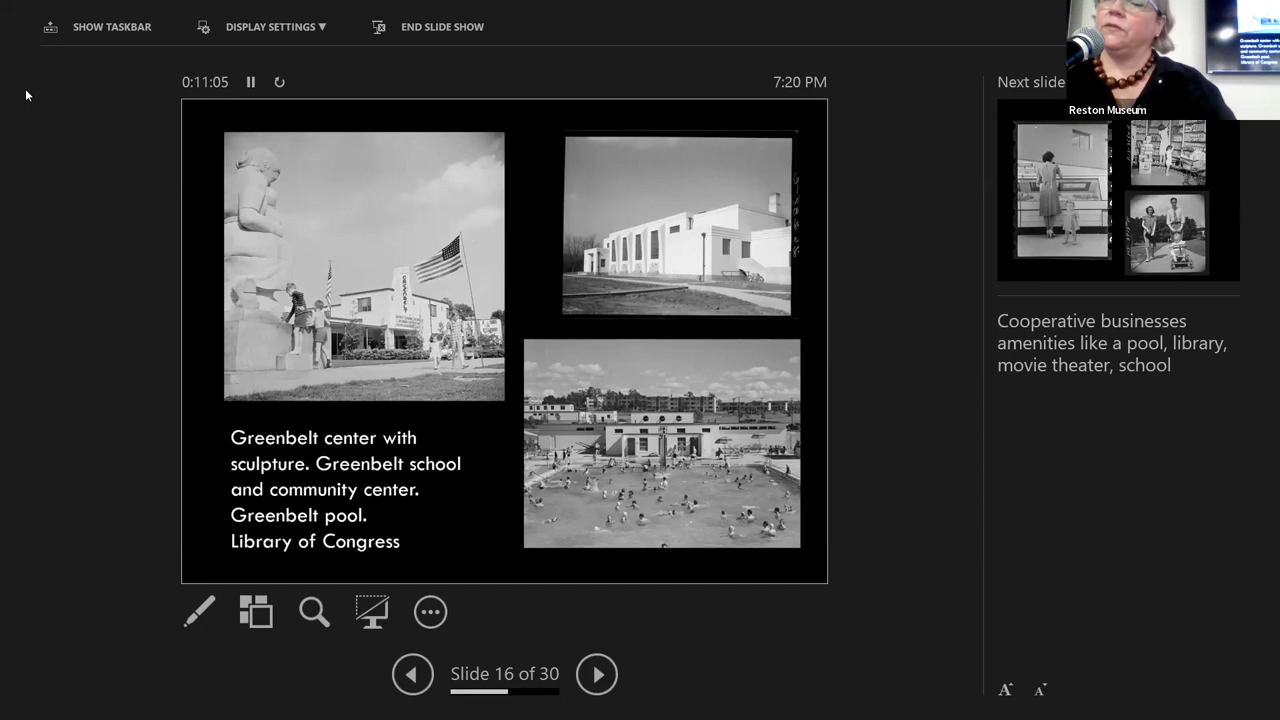 SHOW TASKBAR
DISPLAY SETTINGS ▼
END SLIDE SHOW
0:11:05
7:20 PM
Next slide
Reston Museum
GREENBELT
Greenbelt center with
sculpture. Greenbelt school
and community center.
Greenbelt pool.
Library of Congress
Cooperative businesses
amenities like a pool, library,
movie theater, school
Slide 16 of 30